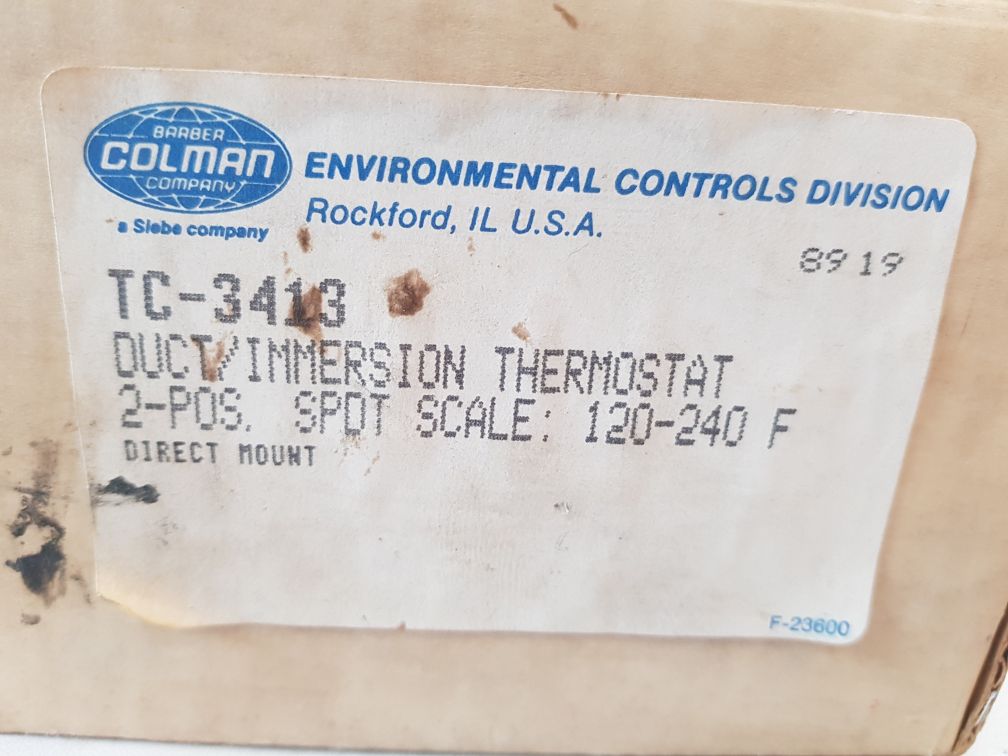 BARBER
COLMAN
COMPANY
a Siebe company
ENVIRONMENTAL CONTROLS DIVISION
Rockford, IL U.S.A.
8919
TC-3413
DUCT/IMMERSION THERMOSTAT
2-POS. SPDT SCALE: 120-240 F
DIRECT MOUNT
F-23600